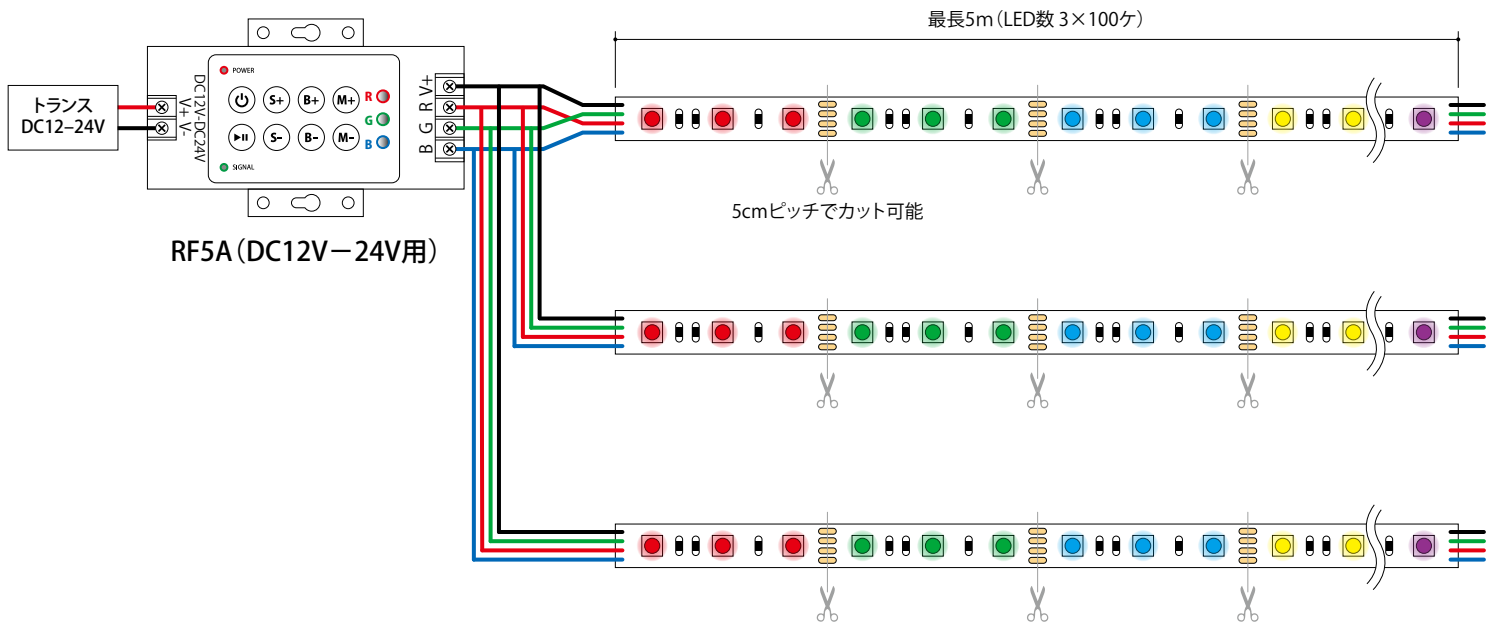 最長5m（LED数 3×100ケ）
トランス
DC12–24V
V+ V-
DC12V-DC24V
POWER
S+ B+ M+ R
G
S- B- M- B
SIGNAL
V+
R
G
B
5cmピッチでカット可能
RF5A（DC12V－24V用）